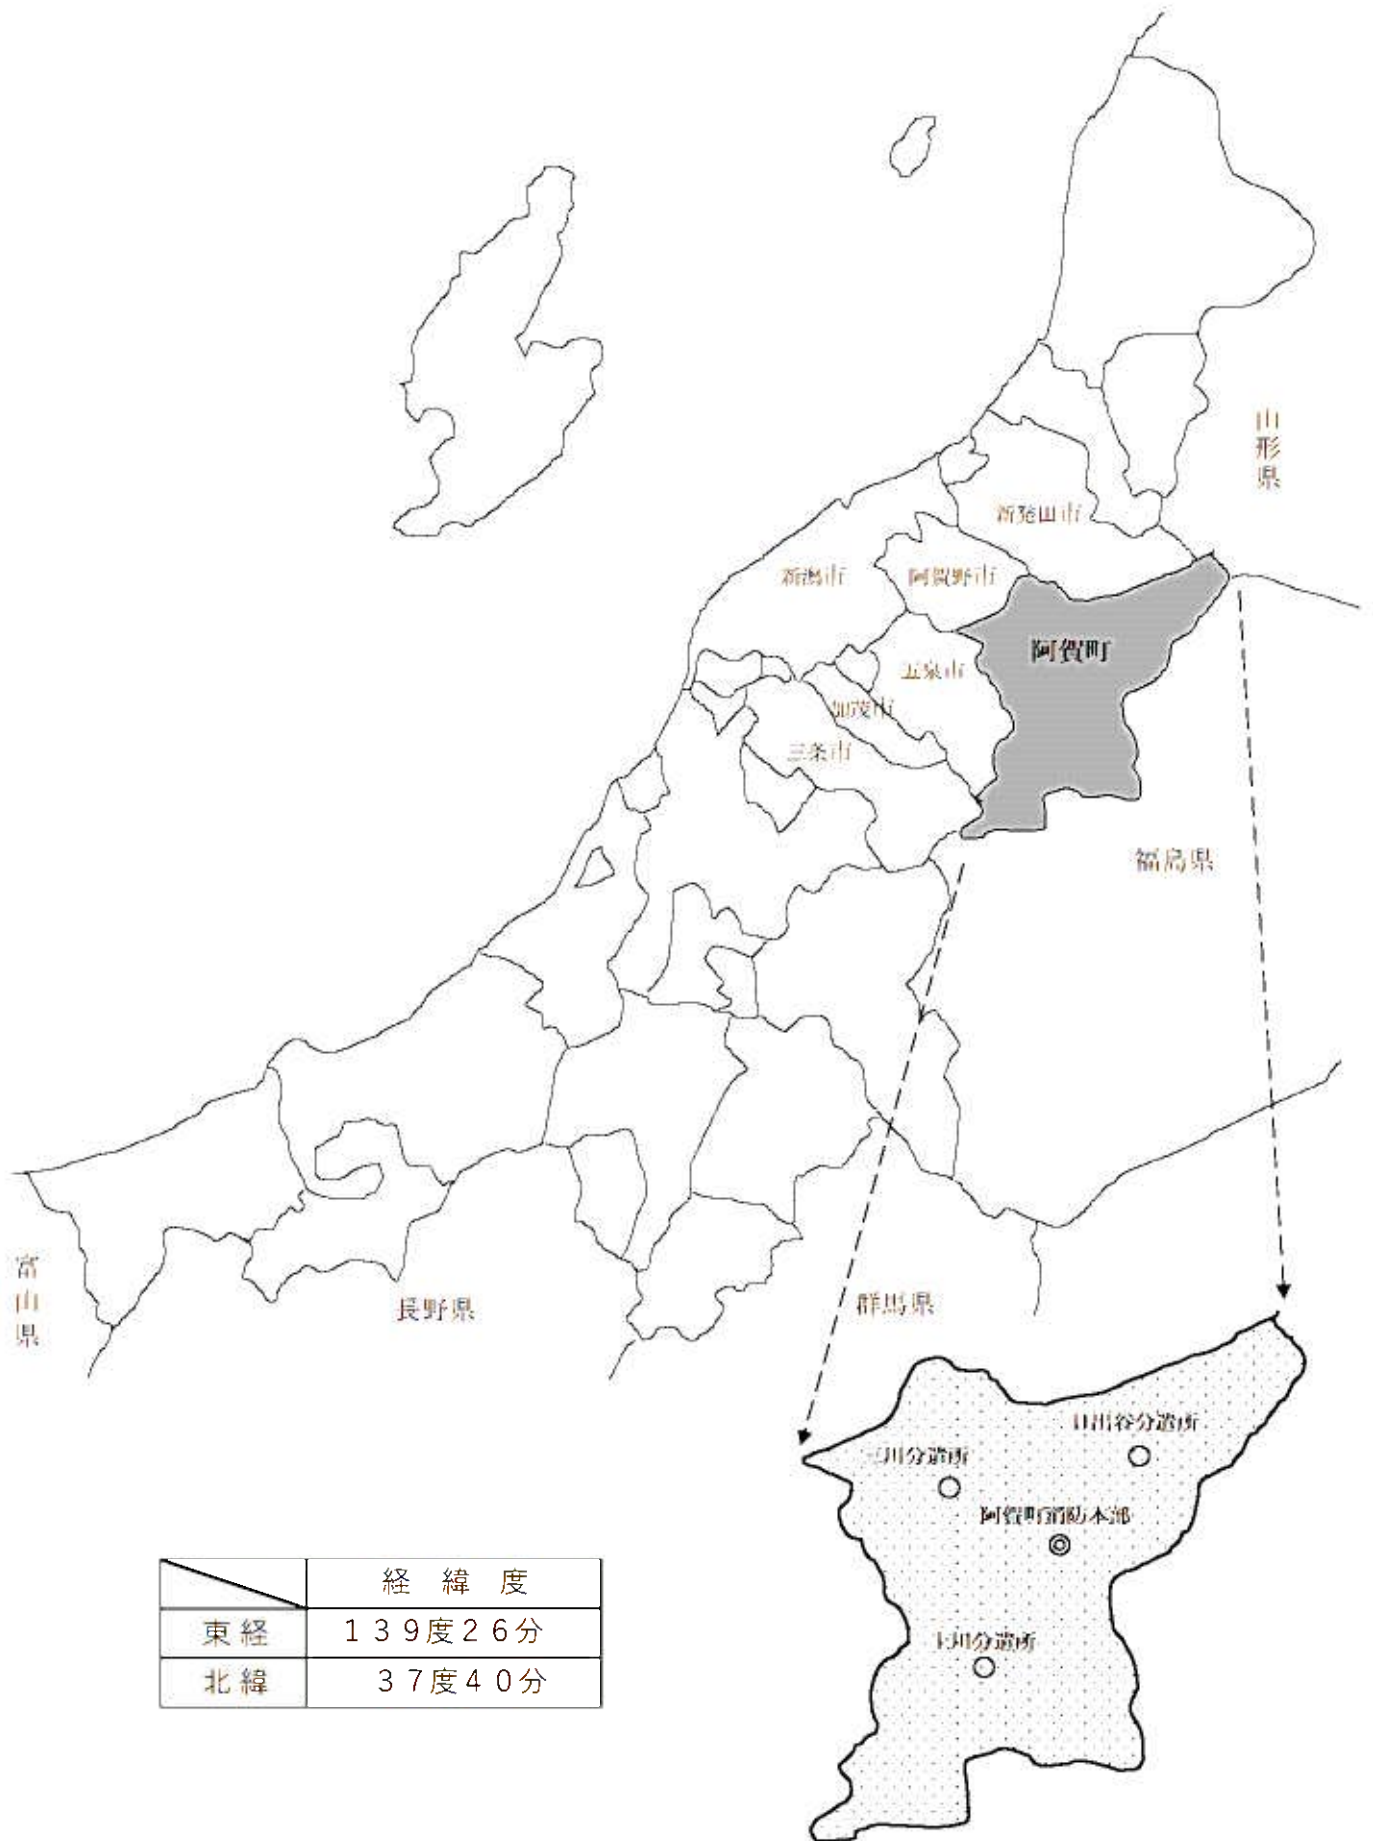 山形県
新発田市
新潟市
阿賀野市
阿賀町
五泉市
加茂市
三条市
福島県
富山県
長野県
群馬県
日出谷分遣所
三川分遣所
阿賀町消防本部
上川分遣所
経緯度
東経 139度26分
北緯 37度40分